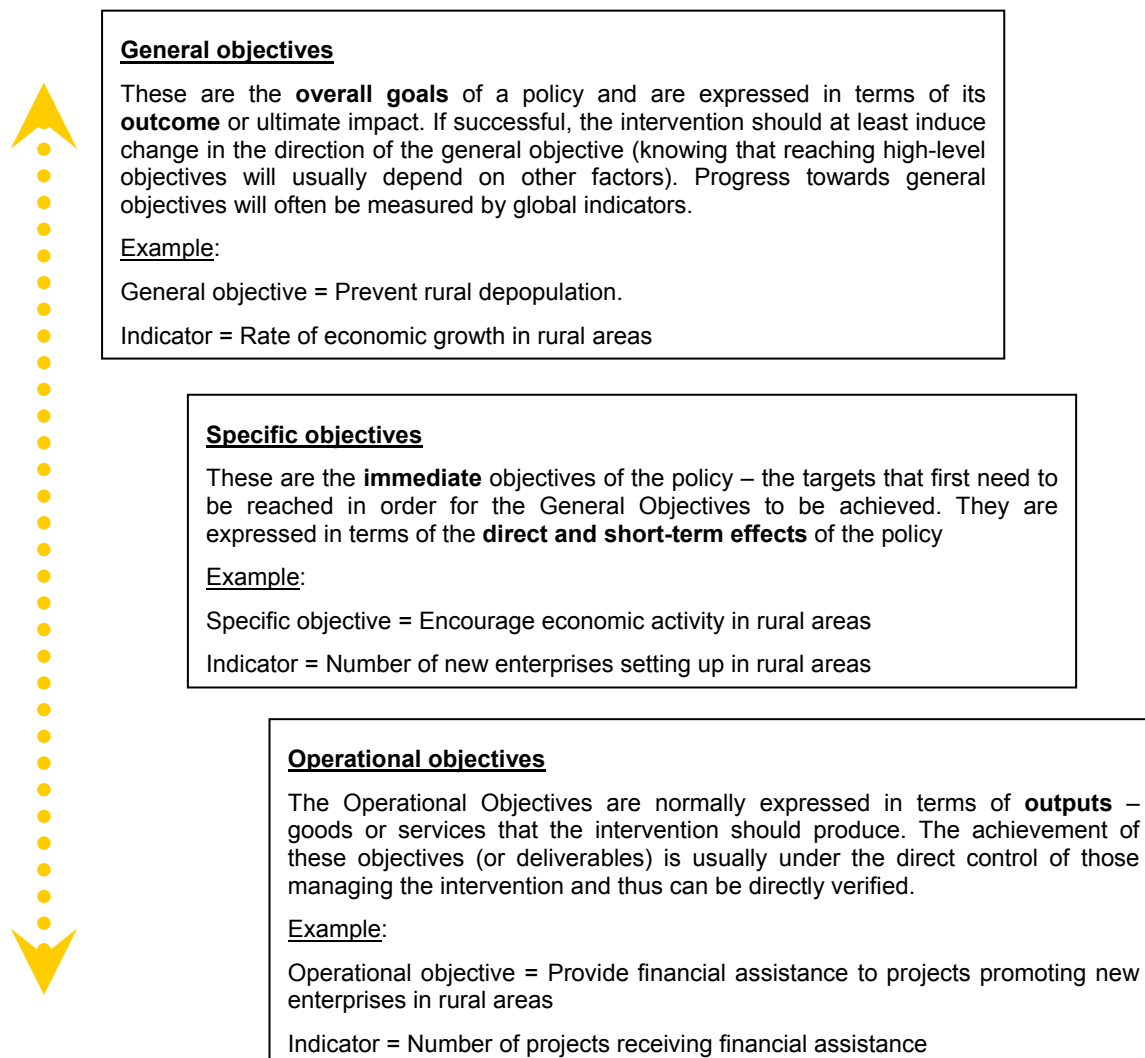 General objectives
These are the overall goals of a policy and are expressed in terms of its
outcome or ultimate impact. If successful, the intervention should at least induce
change in the direction of the general objective (knowing that reaching high-level
objectives will usually depend on other factors). Progress towards general
objectives will often be measured by global indicators.
Example:
General objective = Prevent rural depopulation.
Indicator = Rate of economic growth in rural areas
Specific objectives
These are the immediate objectives of the policy – the targets that first need to
be reached in order for the General Objectives to be achieved. They are
expressed in terms of the direct and short-term effects of the policy
Example:
Specific objective = Encourage economic activity in rural areas
Indicator = Number of new enterprises setting up in rural areas
Operational objectives
The Operational Objectives are normally expressed in terms of outputs –
goods or services that the intervention should produce. The achievement of
these objectives (or deliverables) is usually under the direct control of those
managing the intervention and thus can be directly verified.
Example:
Operational objective = Provide financial assistance to projects promoting new
enterprises in rural areas
Indicator = Number of projects receiving financial assistance